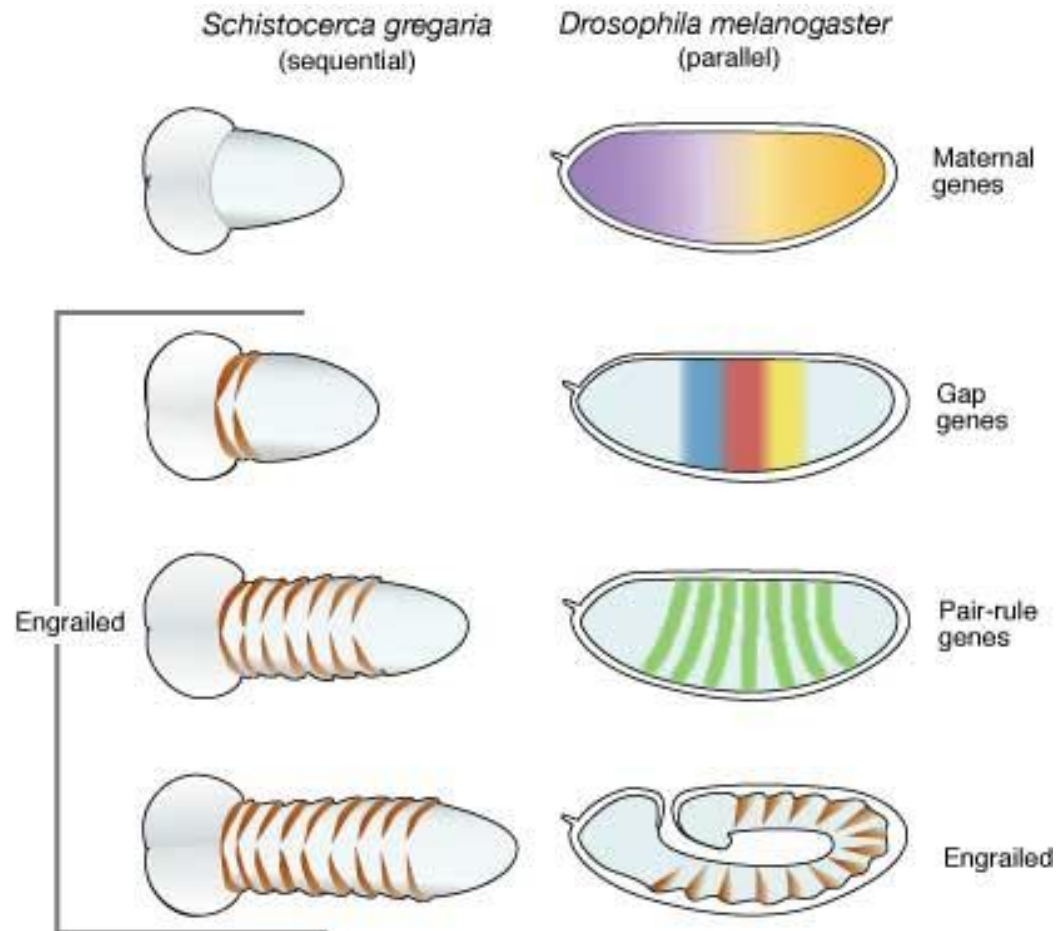 Schistocerca gregaria
(sequential)
Drosophila melanogaster
(parallel)
Maternal
genes
Gap
genes
Engrailed
Pair-rule
genes
Engrailed